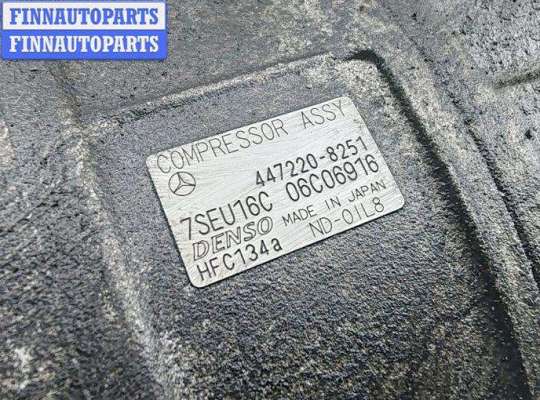 FINNAUTOPARTS
FINNAUTOPARTS
COMPRESSOR ASSY
447220-8251
7SEU16C 06C06916
DENSO MADE IN JAPAN
HFC134a ND-OIL8